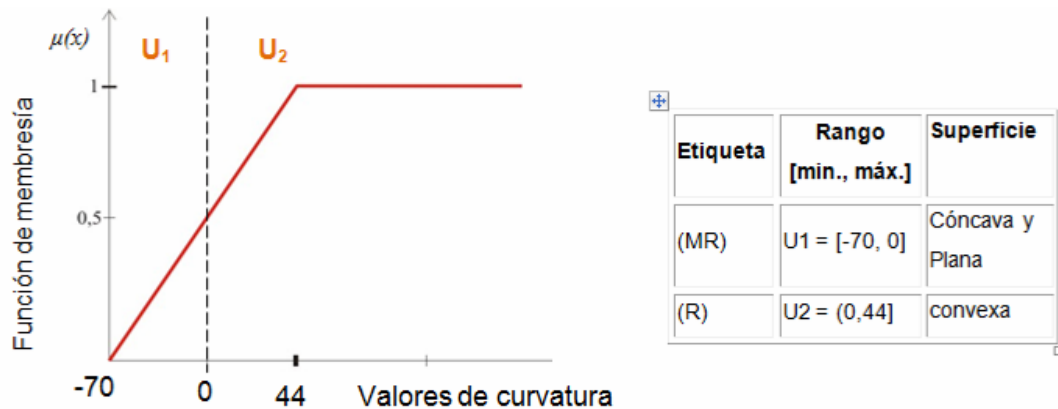 μ(x)
U1
U2
1
0,5
Función de membresía
-70
0
44
Valores de curvatura
Etiqueta
Rango
[min., máx.]
Superficie
(MR)
U1 = [-70, 0]
Cóncava y
Plana
(R)
U2 = (0,44]
convexa